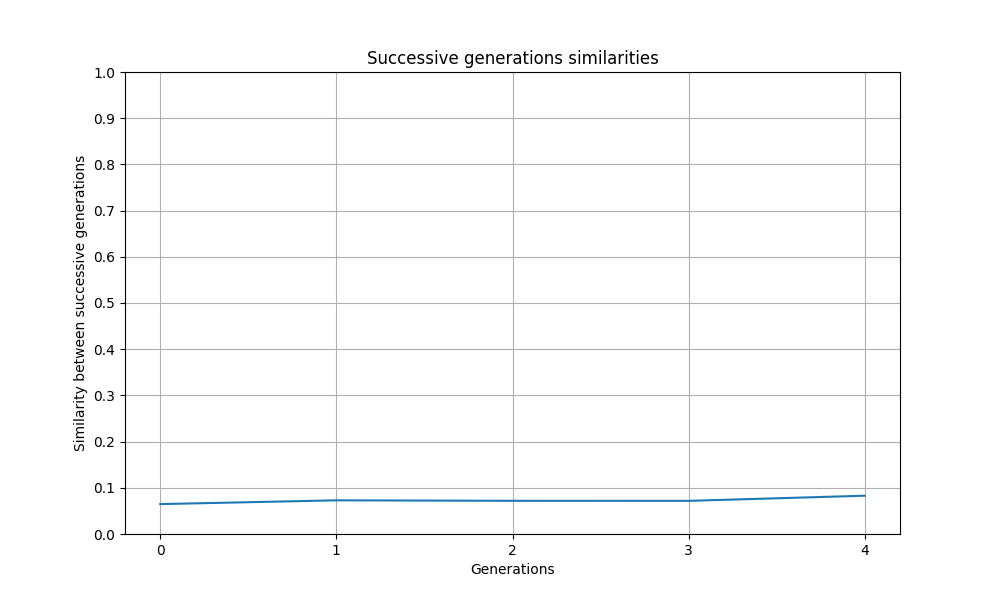 Successive generations similarities
Similarity between successive generations
1.0
0.9
0.8
0.7
0.6
0.5
0.4
0.3
0.2
0.1
0.0
0 1 2 3 4
Generations